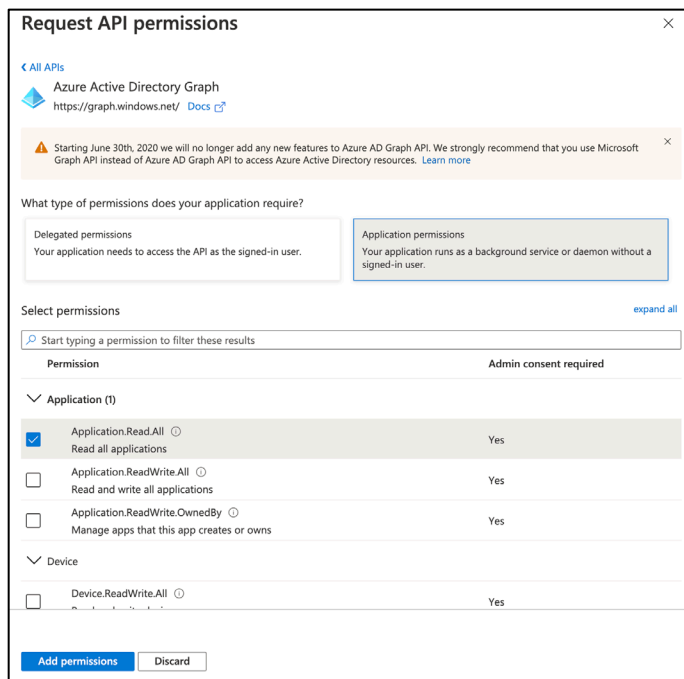 Request API permissions
All APIs
Azure Active Directory Graph
https://graph.windows.net/ Docs
Starting June 30th, 2020 we will no longer add any new features to Azure AD Graph API. We strongly recommend that you use Microsoft
Graph API instead of Azure AD Graph API to access Azure Active Directory resources. Learn more
What type of permissions does your application require?
Delegated permissions
Your application needs to access the API as the signed-in user.
Application permissions
Your application runs as a background service or daemon without a
signed-in user.
Select permissions expand all
Start typing a permission to filter these results
Permission Admin consent required
Application (1)
Application.Read.All
Read all applications
Yes
Application.ReadWrite.All
Read and write all applications
Yes
Application.ReadWrite.OwnedBy
Manage apps that this app creates or owns
Yes
Device
Device.ReadWrite.All
Yes
Add permissions Discard